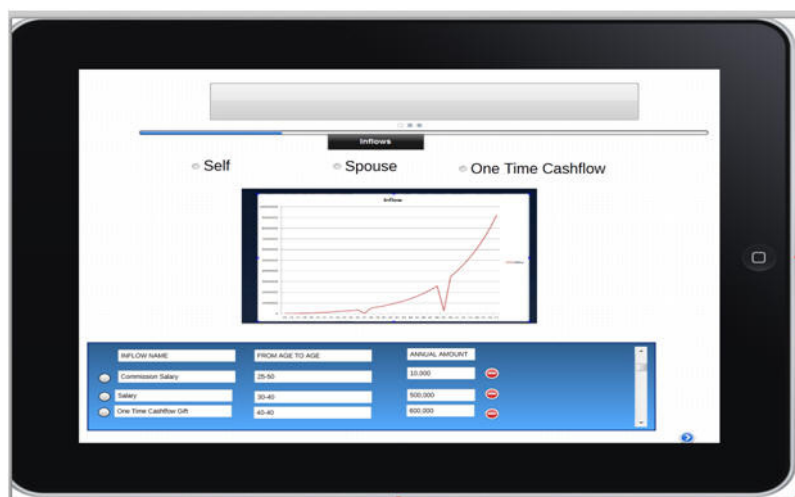 Inflows
Self Spouse One Time Cashflow
Inflow
INFLOW NAME FROM AGE TO AGE ANNUAL AMOUNT
Commission Salary 25-50 10,000
Salary 30-40 500,000
One Time Cashflow Gift 40-40 600,000